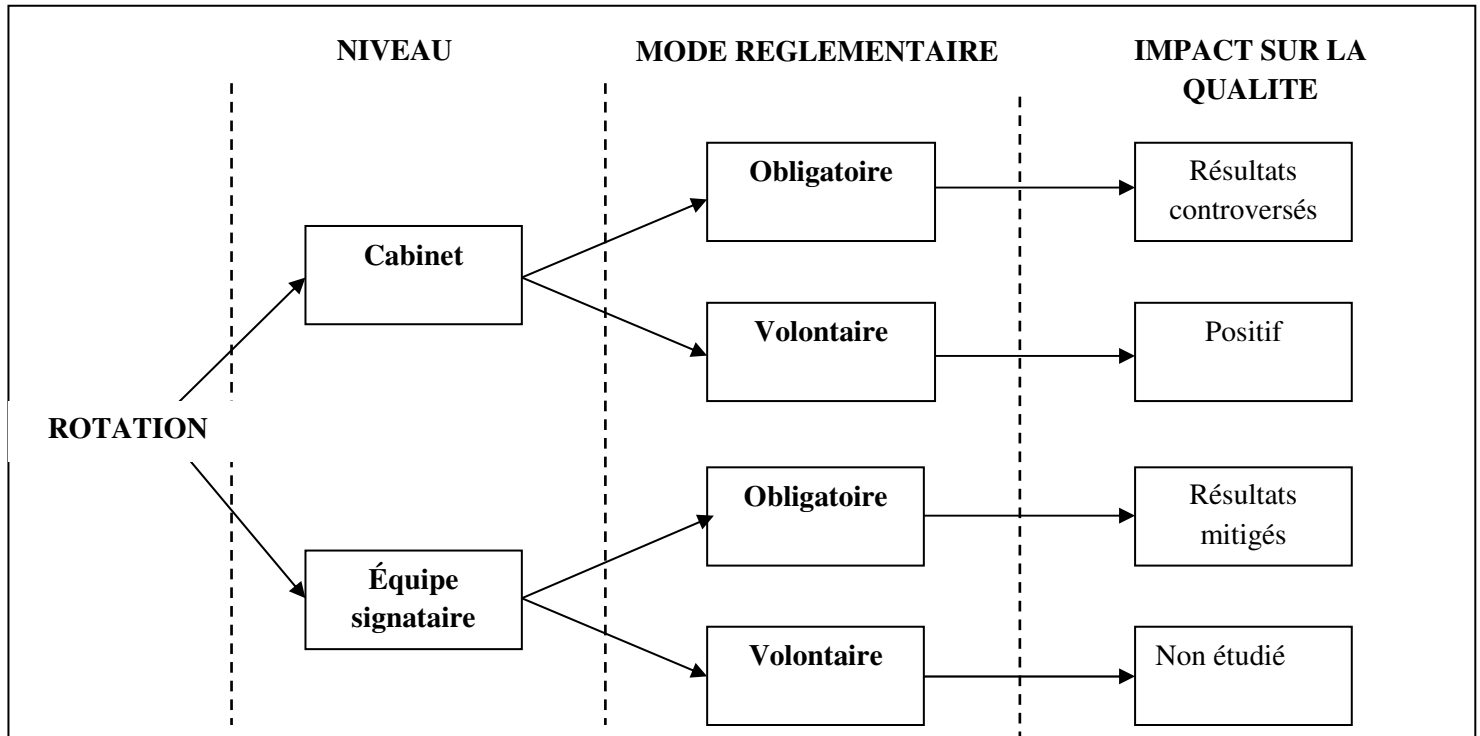 NIVEAU
MODE REGLEMENTAIRE
IMPACT SUR LA
QUALITE
Obligatoire
Résultats
controversés
Cabinet
Volontaire
Positif
ROTATION
Obligatoire
Résultats
mitigés
Équipe
signataire
Volontaire
Non étudié